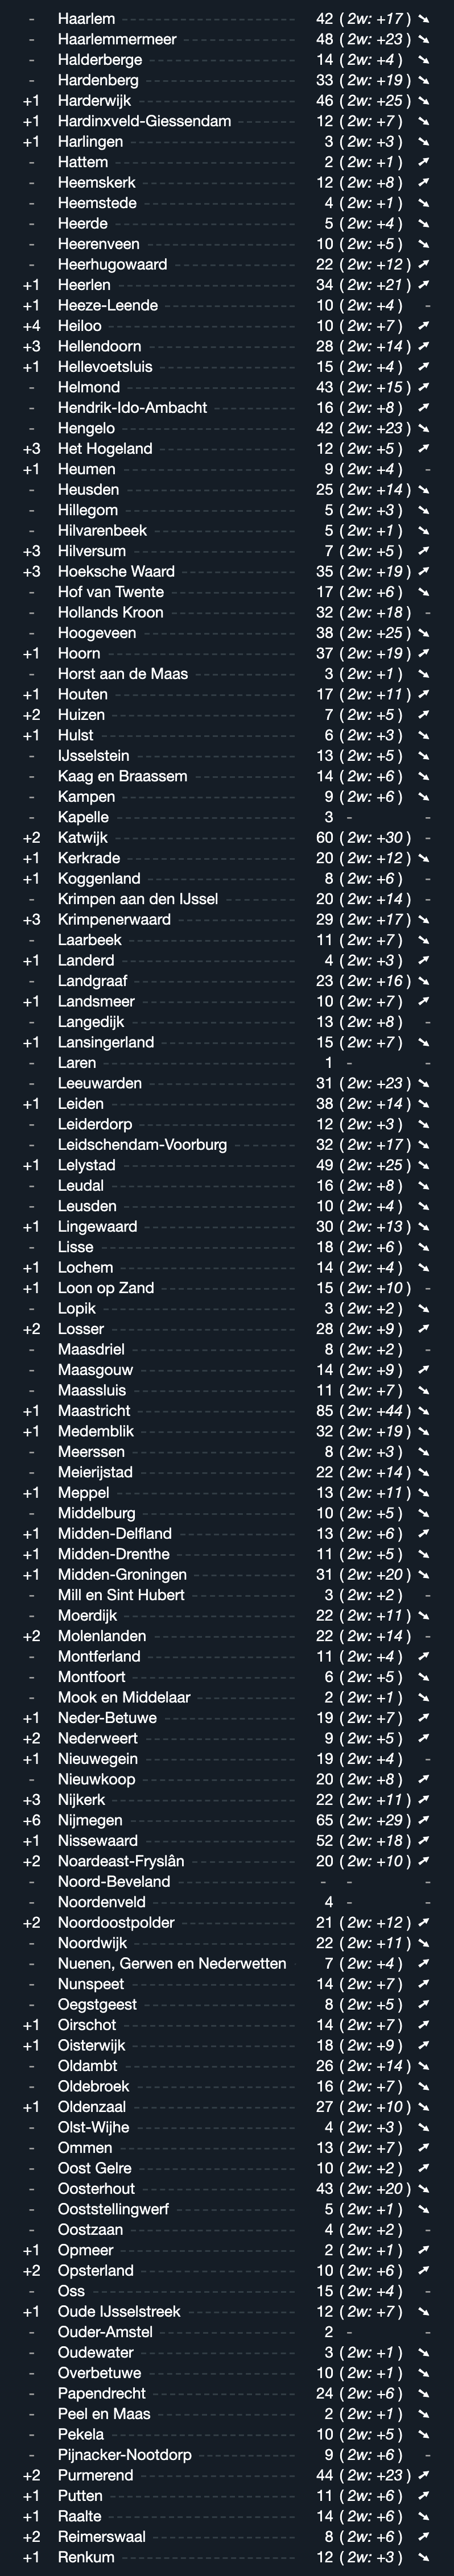 - Haarlem 42 (2w: +17) ➘
- Haarlemmermeer 48 (2w: +23) ➘
- Halderberge 14 (2w: +4) ➘
- Hardenberg 33 (2w: +19) ➘
+1 Harderwijk 46 (2w: +25) ➘
+1 Hardinxveld-Giessendam 12 (2w: +7) ➘
+1 Harlingen 3 (2w: +3) ➘
- Hattem 2 (2w: +1) ➚
- Heemskerk 12 (2w: +8) ➚
- Heemstede 4 (2w: +1) ➘
- Heerde 5 (2w: +4) ➘
- Heerenveen 10 (2w: +5) ➘
- Heerhugowaard 22 (2w: +12) ➚
+1 Heerlen 34 (2w: +21) ➚
+1 Heeze-Leende 10 (2w: +4) -
+4 Heiloo 10 (2w: +7) ➚
+3 Hellendoorn 28 (2w: +14) ➚
+1 Hellevoetsluis 15 (2w: +4) ➚
- Helmond 43 (2w: +15) ➚
- Hendrik-Ido-Ambacht 16 (2w: +8) ➚
- Hengelo 42 (2w: +23) ➘
+3 Het Hogeland 12 (2w: +5) ➚
+1 Heumen 9 (2w: +4) -
- Heusden 25 (2w: +14) ➘
- Hillegom 5 (2w: +3) ➘
- Hilvarenbeek 5 (2w: +1) ➘
+3 Hilversum 7 (2w: +5) ➚
+3 Hoeksche Waard 35 (2w: +19) ➚
- Hof van Twente 17 (2w: +6) ➘
- Hollands Kroon 32 (2w: +18) -
- Hoogeveen 38 (2w: +25) ➘
+1 Hoorn 37 (2w: +19) ➚
- Horst aan de Maas 3 (2w: +1) ➘
+1 Houten 17 (2w: +11) ➚
+2 Huizen 7 (2w: +5) ➚
+1 Hulst 6 (2w: +3) ➘
- IJsselstein 13 (2w: +5) ➘
- Kaag en Braassem 14 (2w: +6) ➘
- Kampen 9 (2w: +6) ➘
- Kapelle 3 - -
+2 Katwijk 60 (2w: +30) -
+1 Kerkrade 20 (2w: +12) ➘
+1 Koggenland 8 (2w: +6) -
- Krimpen aan den IJssel 20 (2w: +14) -
+3 Krimpenerwaard 29 (2w: +17) ➘
- Laarbeek 11 (2w: +7) ➘
+1 Landerd 4 (2w: +3) ➚
- Landgraaf 23 (2w: +16) ➘
+1 Landsmeer 10 (2w: +7) ➚
- Langedijk 13 (2w: +8) -
+1 Lansingerland 15 (2w: +7) ➘
- Laren 1 - -
- Leeuwarden 31 (2w: +23) ➘
+1 Leiden 38 (2w: +14) ➘
- Leiderdorp 12 (2w: +3) ➘
- Leidschendam-Voorburg 32 (2w: +17) ➘
+1 Lelystad 49 (2w: +25) ➘
- Leudal 16 (2w: +8) ➘
- Leusden 10 (2w: +4) ➘
+1 Lingewaard 30 (2w: +13) ➘
- Lisse 18 (2w: +6) ➘
+1 Lochem 14 (2w: +4) ➘
+1 Loon op Zand 15 (2w: +10) -
- Lopik 3 (2w: +2) ➘
+2 Losser 28 (2w: +9) ➚
- Maasdriel 8 (2w: +2) -
- Maasgouw 14 (2w: +9) ➚
- Maassluis 11 (2w: +7) ➘
+1 Maastricht 85 (2w: +44) ➘
+1 Medemblik 32 (2w: +19) ➘
- Meerssen 8 (2w: +3) ➘
- Meierijstad 22 (2w: +14) ➘
+1 Meppel 13 (2w: +11) ➘
- Middelburg 10 (2w: +5) ➘
+1 Midden-Delfland 13 (2w: +6) ➚
+1 Midden-Drenthe 11 (2w: +5) ➘
+1 Midden-Groningen 31 (2w: +20) ➘
- Mill en Sint Hubert 3 (2w: +2) -
- Moerdijk 22 (2w: +11) ➘
+2 Molenlanden 22 (2w: +14) -
- Montferland 11 (2w: +4) ➚
- Montfoort 6 (2w: +5) ➘
- Mook en Middelaar 2 (2w: +1) ➘
+1 Neder-Betuwe 19 (2w: +7) ➚
+2 Nederweert 9 (2w: +5) ➚
+1 Nieuwegein 19 (2w: +4) -
- Nieuwkoop 20 (2w: +8) ➚
+3 Nijkerk 22 (2w: +11) ➚
+6 Nijmegen 65 (2w: +29) ➚
+1 Nissewaard 52 (2w: +18) ➚
+2 Noardeast-Fryslân 20 (2w: +10) ➚
- Noord-Beveland - - -
- Noordenveld 4 - -
+2 Noordoostpolder 21 (2w: +12) ➚
- Noordwijk 22 (2w: +11) ➘
- Nuenen, Gerwen en Nederwetten 7 (2w: +4) ➚
- Nunspeet 14 (2w: +7) ➚
- Oegstgeest 8 (2w: +5) ➚
+1 Oirschot 14 (2w: +7) ➚
+1 Oisterwijk 18 (2w: +9) ➚
- Oldambt 26 (2w: +14) ➘
- Oldebroek 16 (2w: +7) ➘
+1 Oldenzaal 27 (2w: +10) ➘
- Olst-Wijhe 4 (2w: +3) ➘
- Ommen 13 (2w: +7) ➚
- Oost Gelre 10 (2w: +2) ➚
- Oosterhout 43 (2w: +20) ➘
- Ooststellingwerf 5 (2w: +1) ➘
- Oostzaan 4 (2w: +2) -
+1 Opmeer 2 (2w: +1) ➚
+2 Opsterland 10 (2w: +6) ➚
- Oss 15 (2w: +4) -
+1 Oude IJsselstreek 12 (2w: +7) ➘
- Ouder-Amstel 2 - -
- Oudewater 3 (2w: +1) ➘
- Overbetuwe 10 (2w: +1) ➘
- Papendrecht 24 (2w: +6) ➘
- Peel en Maas 2 (2w: +1) ➘
- Pekela 10 (2w: +5) ➘
- Pijnacker-Nootdorp 9 (2w: +6) -
+2 Purmerend 44 (2w: +23) ➚
+1 Putten 11 (2w: +6) ➚
+1 Raalte 14 (2w: +6) ➘
+2 Reimerswaal 8 (2w: +6) ➚
+1 Renkum 12 (2w: +3) ➘